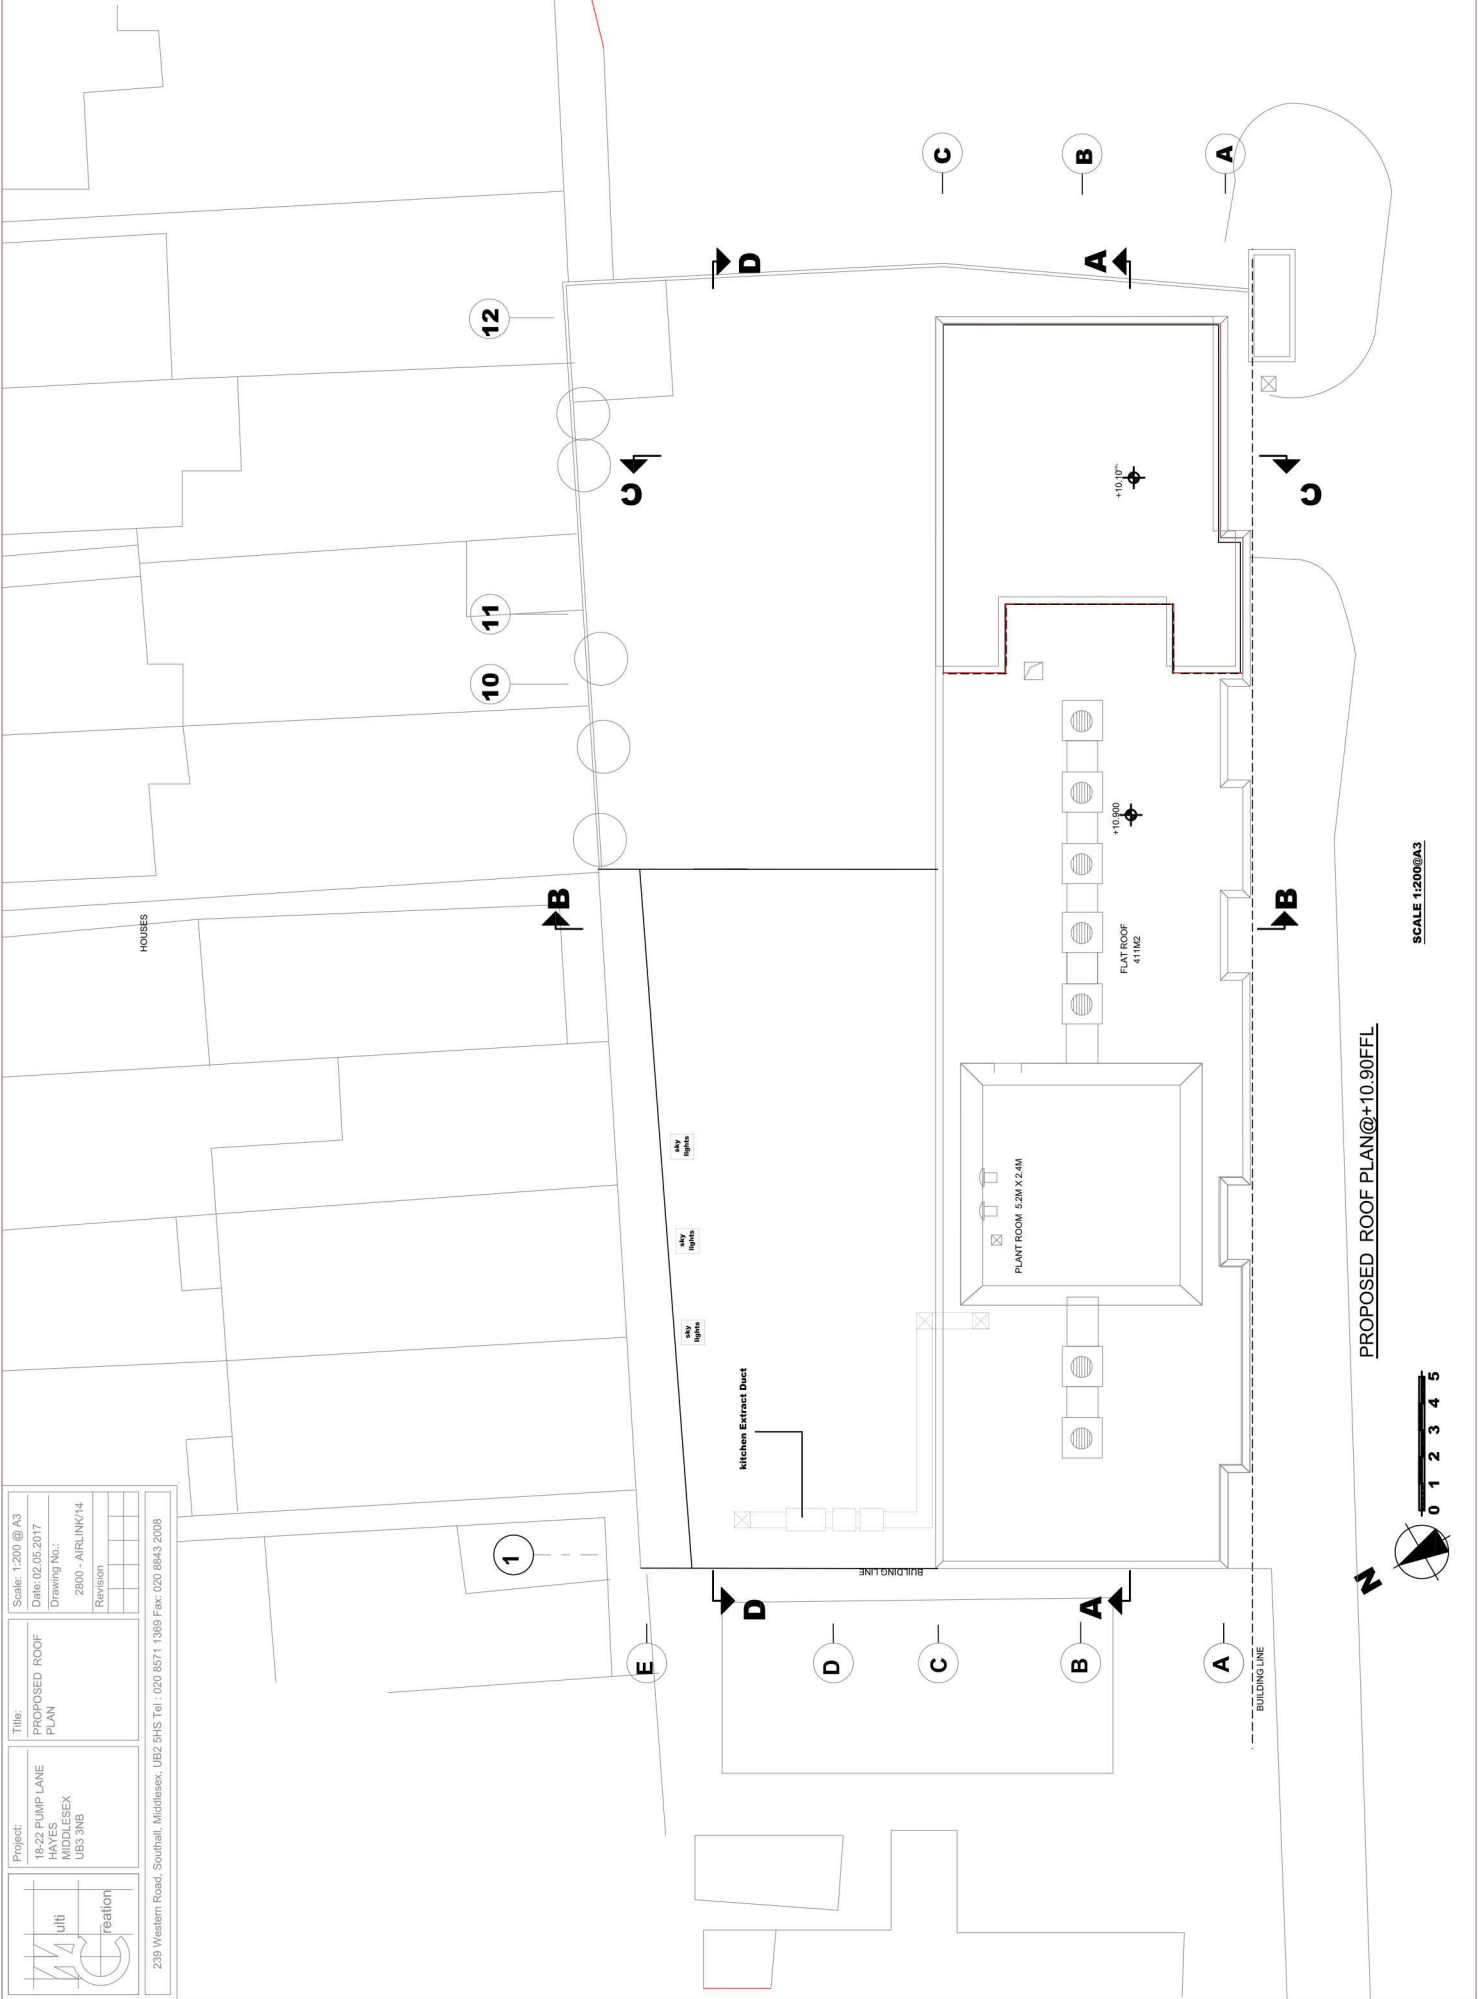 ulti
reation
Project:
18-22 PUMP LANE
HAYES
MIDDLESEX
UB3 3NB
Title:
PROPOSED ROOF
PLAN
Scale: 1:200 @ A3
Date: 02.05.2017
Drawing No.:
2800 - AIRLINK/14
Revision
239 Western Road, Southall, Middlesex, UB2 5HS Tel : 020 8571 1369 Fax: 020 8843 2008
HOUSES
1
10
11
12
E
D
C
B
A
C
B
A
D
D
A
A
B
B
C
C
sky
lights
sky
lights
sky
lights
kitchen Extract Duct
BUILDING LINE
BUILDING LINE
PLANT ROOM 5.2M X 2.4M
FLAT ROOF
411M2
+10.900
PROPOSED ROOF PLAN@+10.90FFL
SCALE 1:200@A3
N
0 1 2 3 4 5